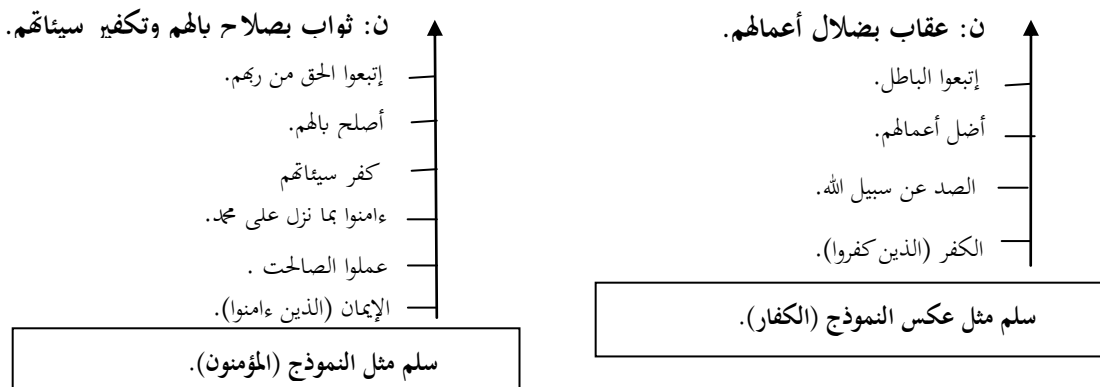 ن: عقاب بضلال أعمالهم.
إتبعوا الباطل.
أضل أعمالهم.
الصد عن سبيل الله.
الكفر (الذين كفروا).
سلم مثل عكس النموذج (الكفار).
ن: ثواب بصلاح بالهم وتكفير سيئاتهم.
إتبعوا الحق من ربهم.
أصلح بالهم.
كفر سيئاتهم
ءامنوا بما نزل على محمد.
عملوا الصالحت .
الإيمان (الذين ءامنوا).
سلم مثل النموذج (المؤمنون).